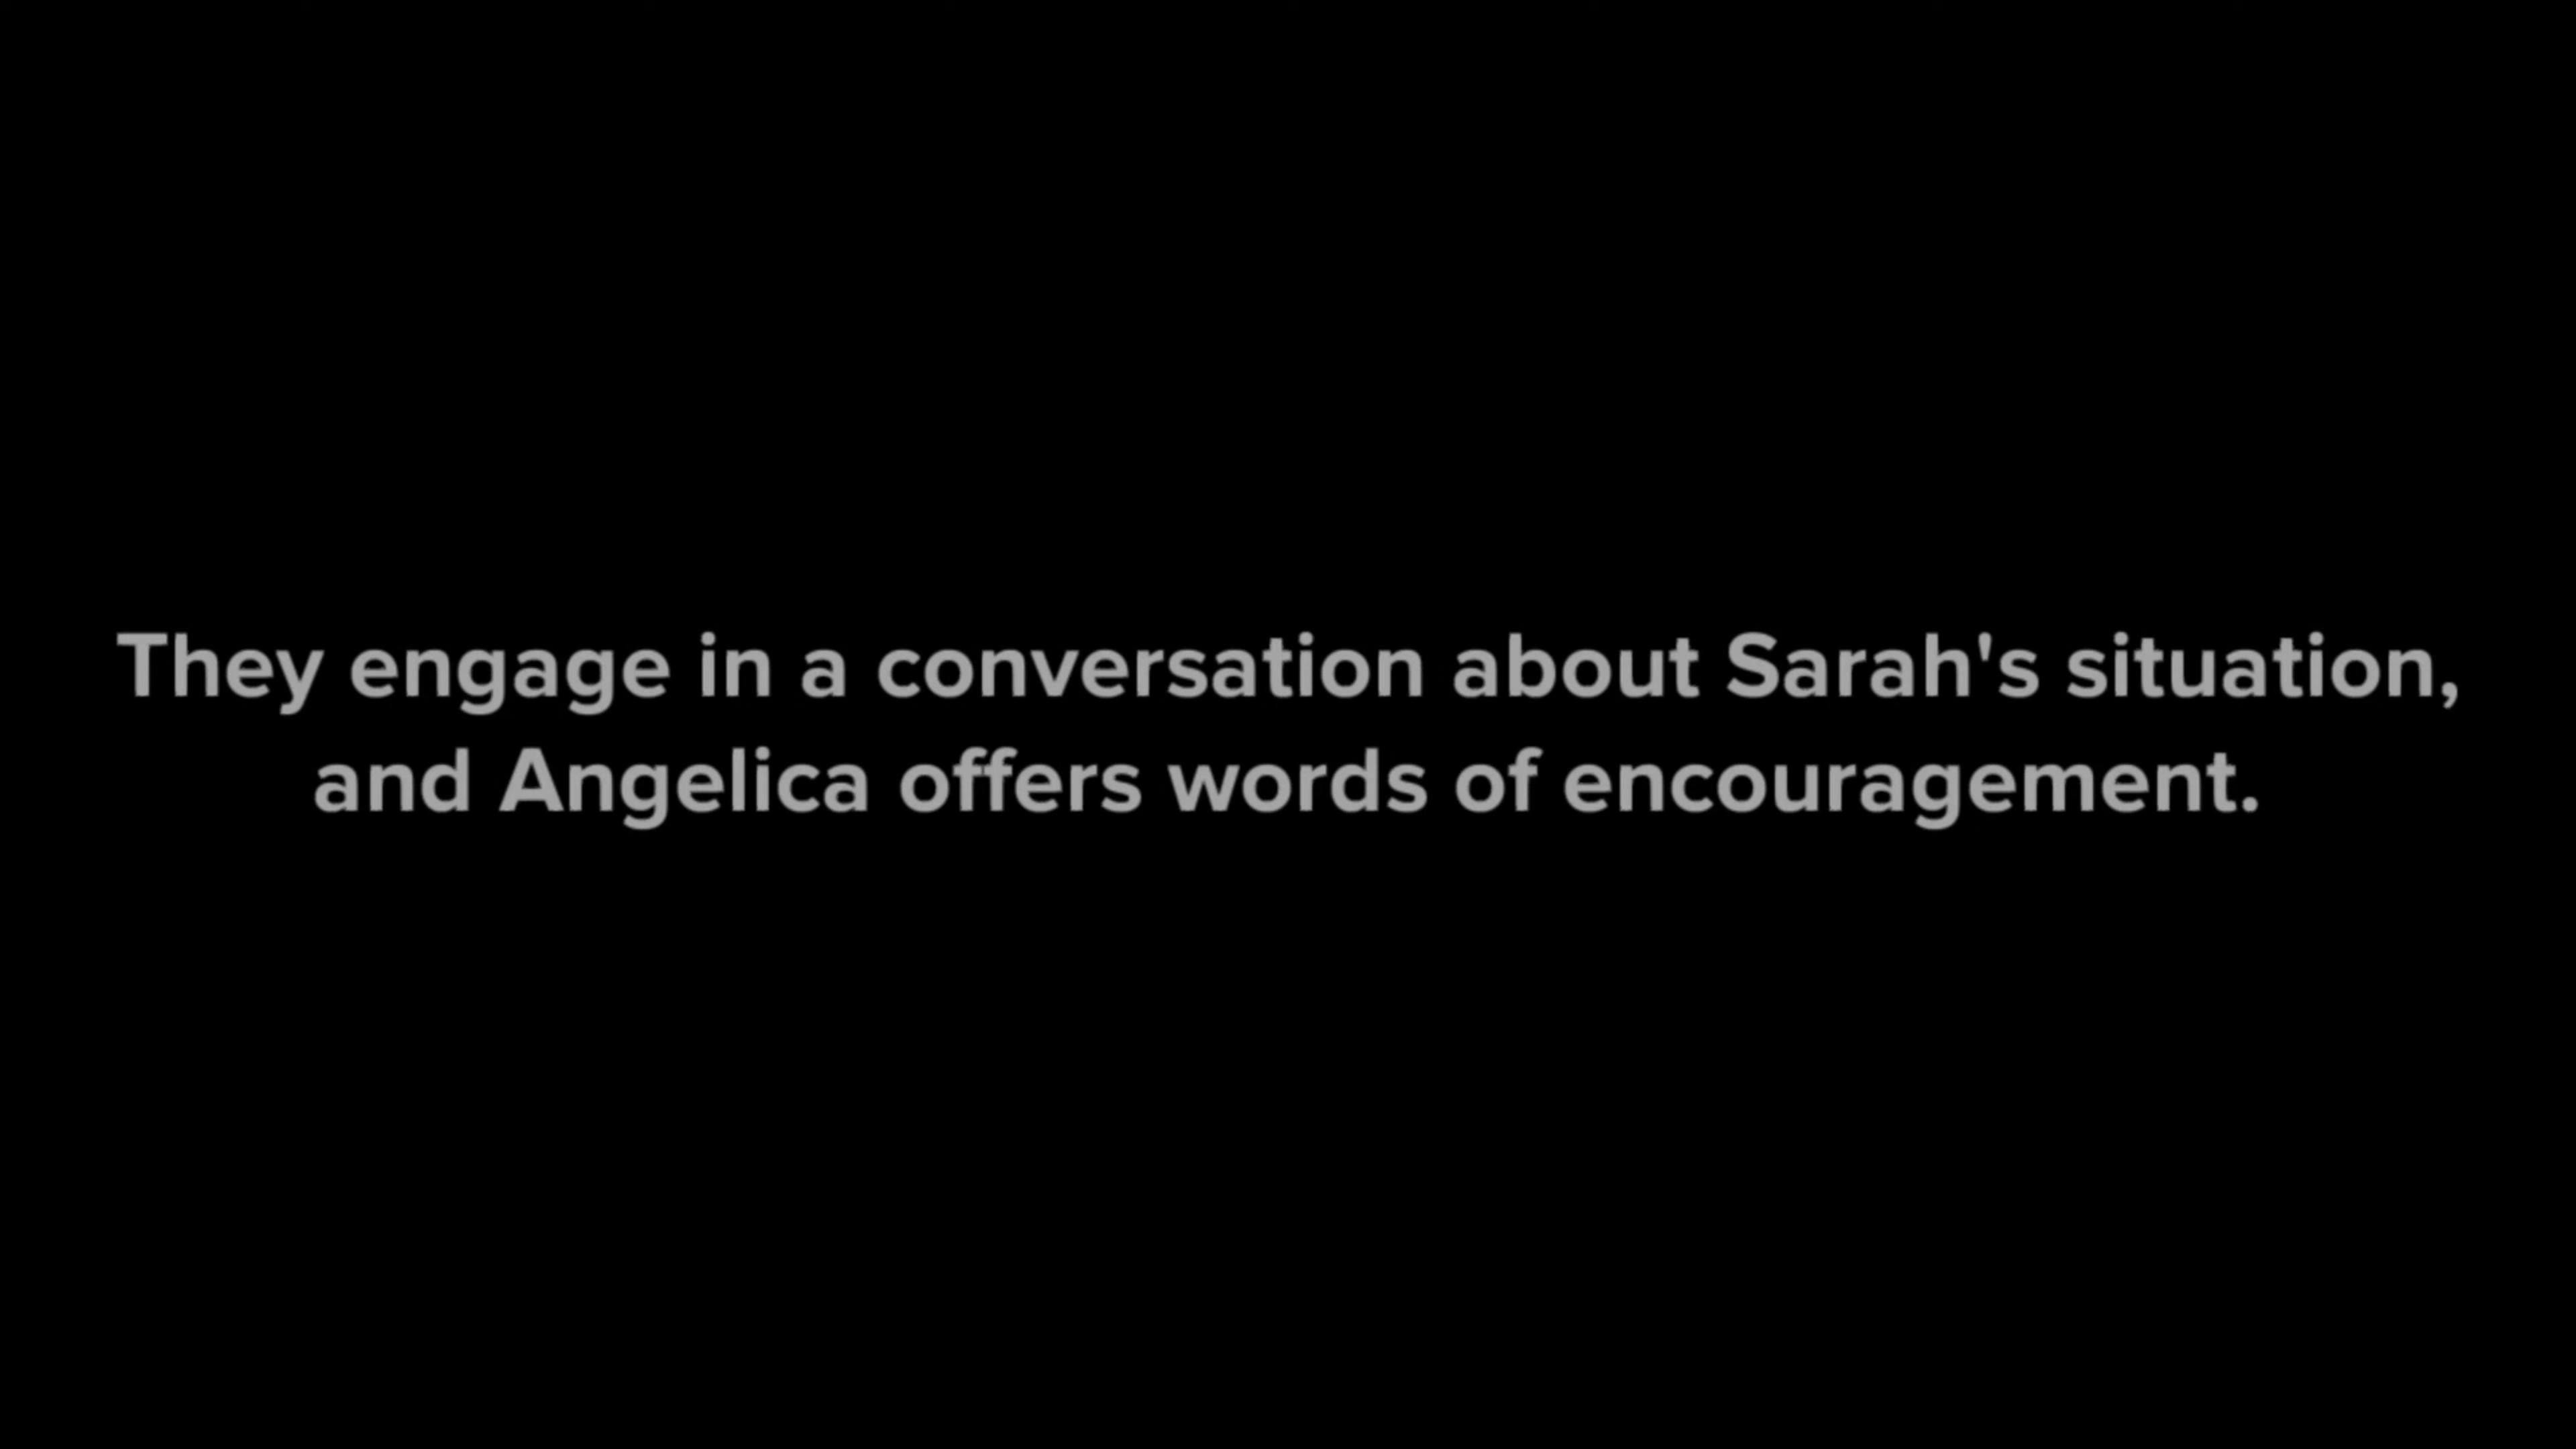 They engage in a conversation about Sarah's situation,
and Angelica offers words of encouragement.